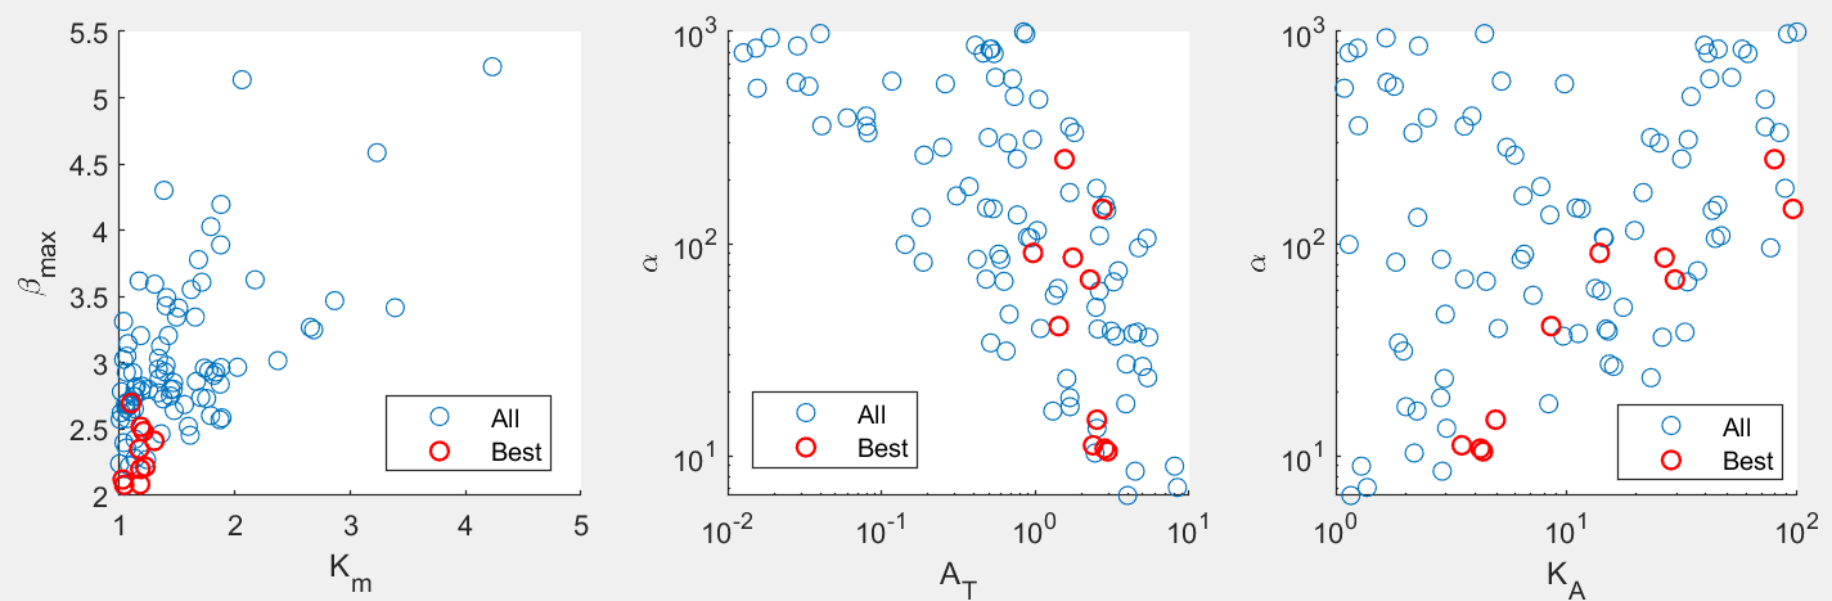 5.5
5
4.5
4
3.5
3
2.5
2
β_max
1 2 3 4 5
K_m
All
Best
10^3
10^2
10^1
α
10^-2 10^-1 10^0 10^1
A_T
All
Best
10^3
10^2
10^1
α
10^0 10^1 10^2
K_A
All
Best